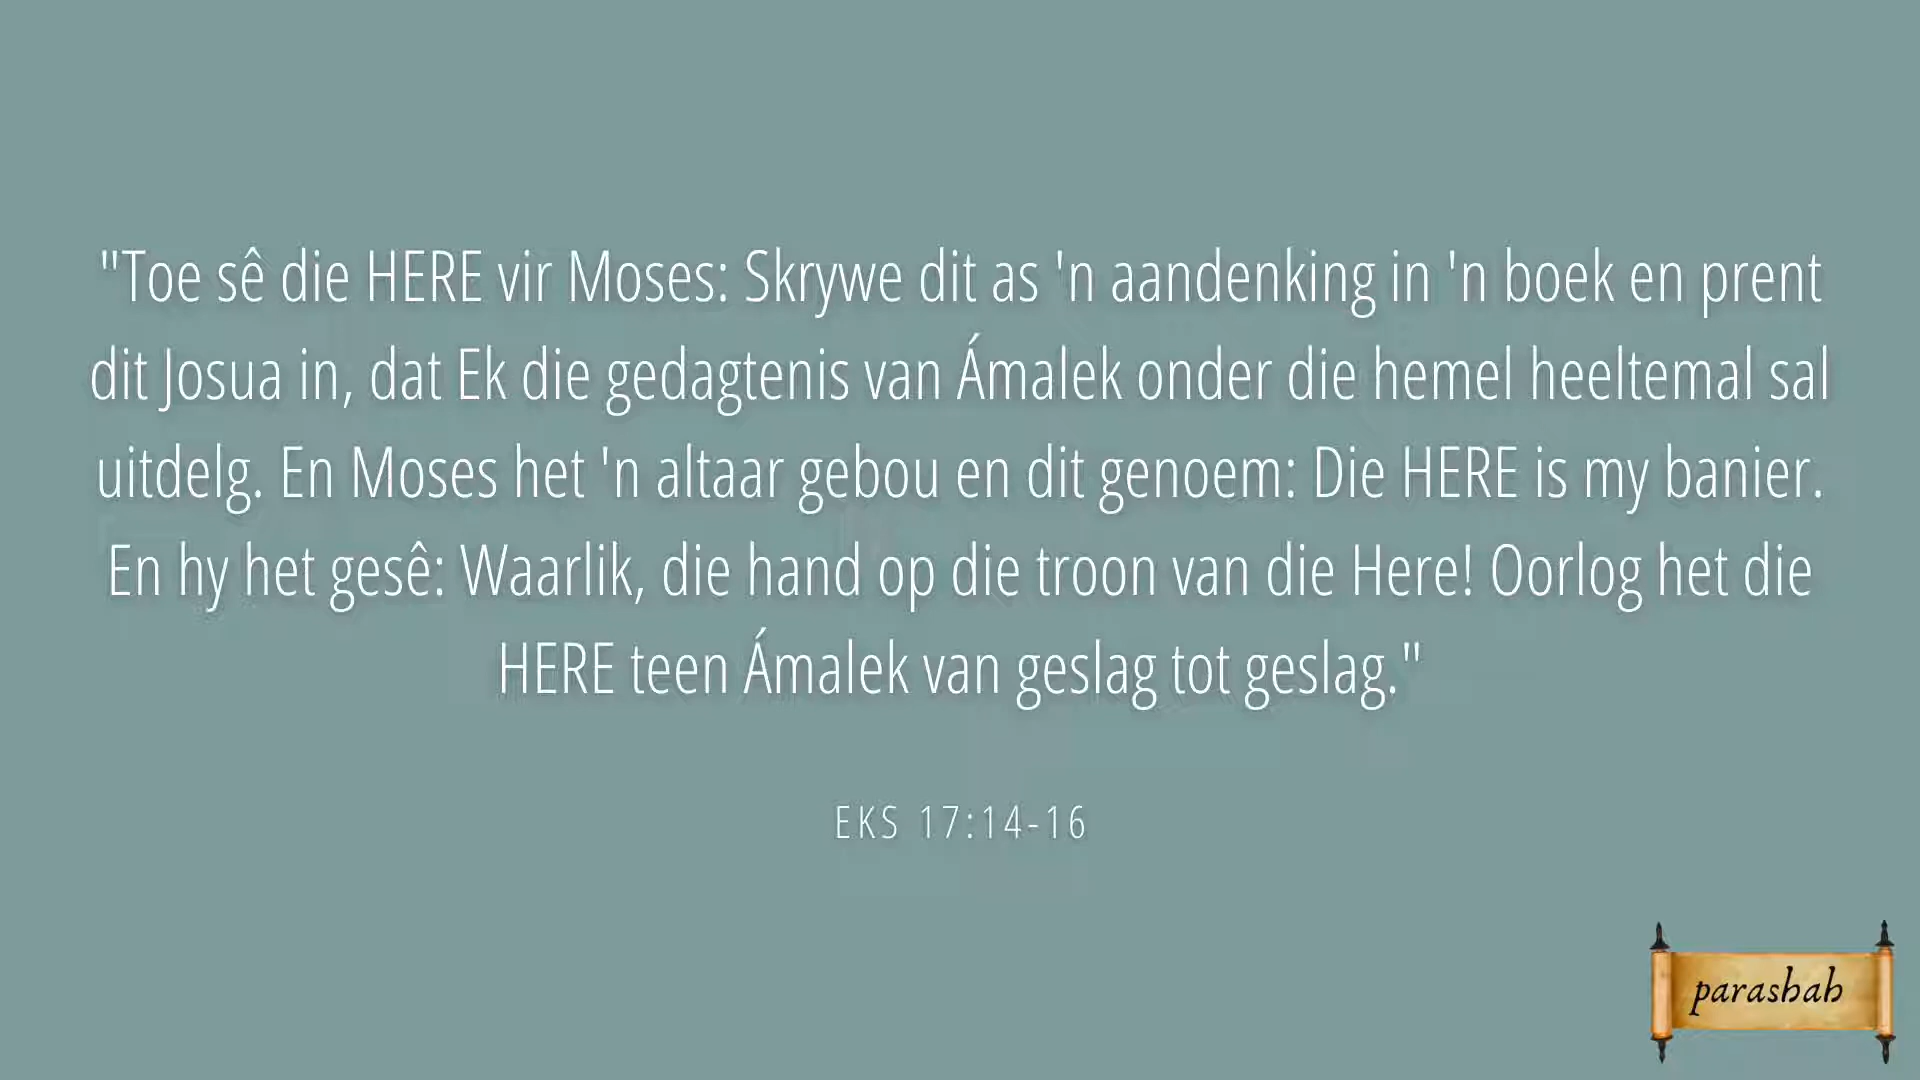 "Toe sê die HERE vir Moses: Skrywe dit as 'n aandenking in 'n boek en prent
dit Josua in, dat Ek die gedagtenis van Ámalek onder die hemel heeltemal sal
uitdelg. En Moses het 'n altaar gebou en dit genoem: Die HERE is my banier.
En hy het gesê: Waarlik, die hand op die troon van die Here! Oorlog het die
HERE teen Ámalek van geslag tot geslag."
EKS 17:14-16
parashah